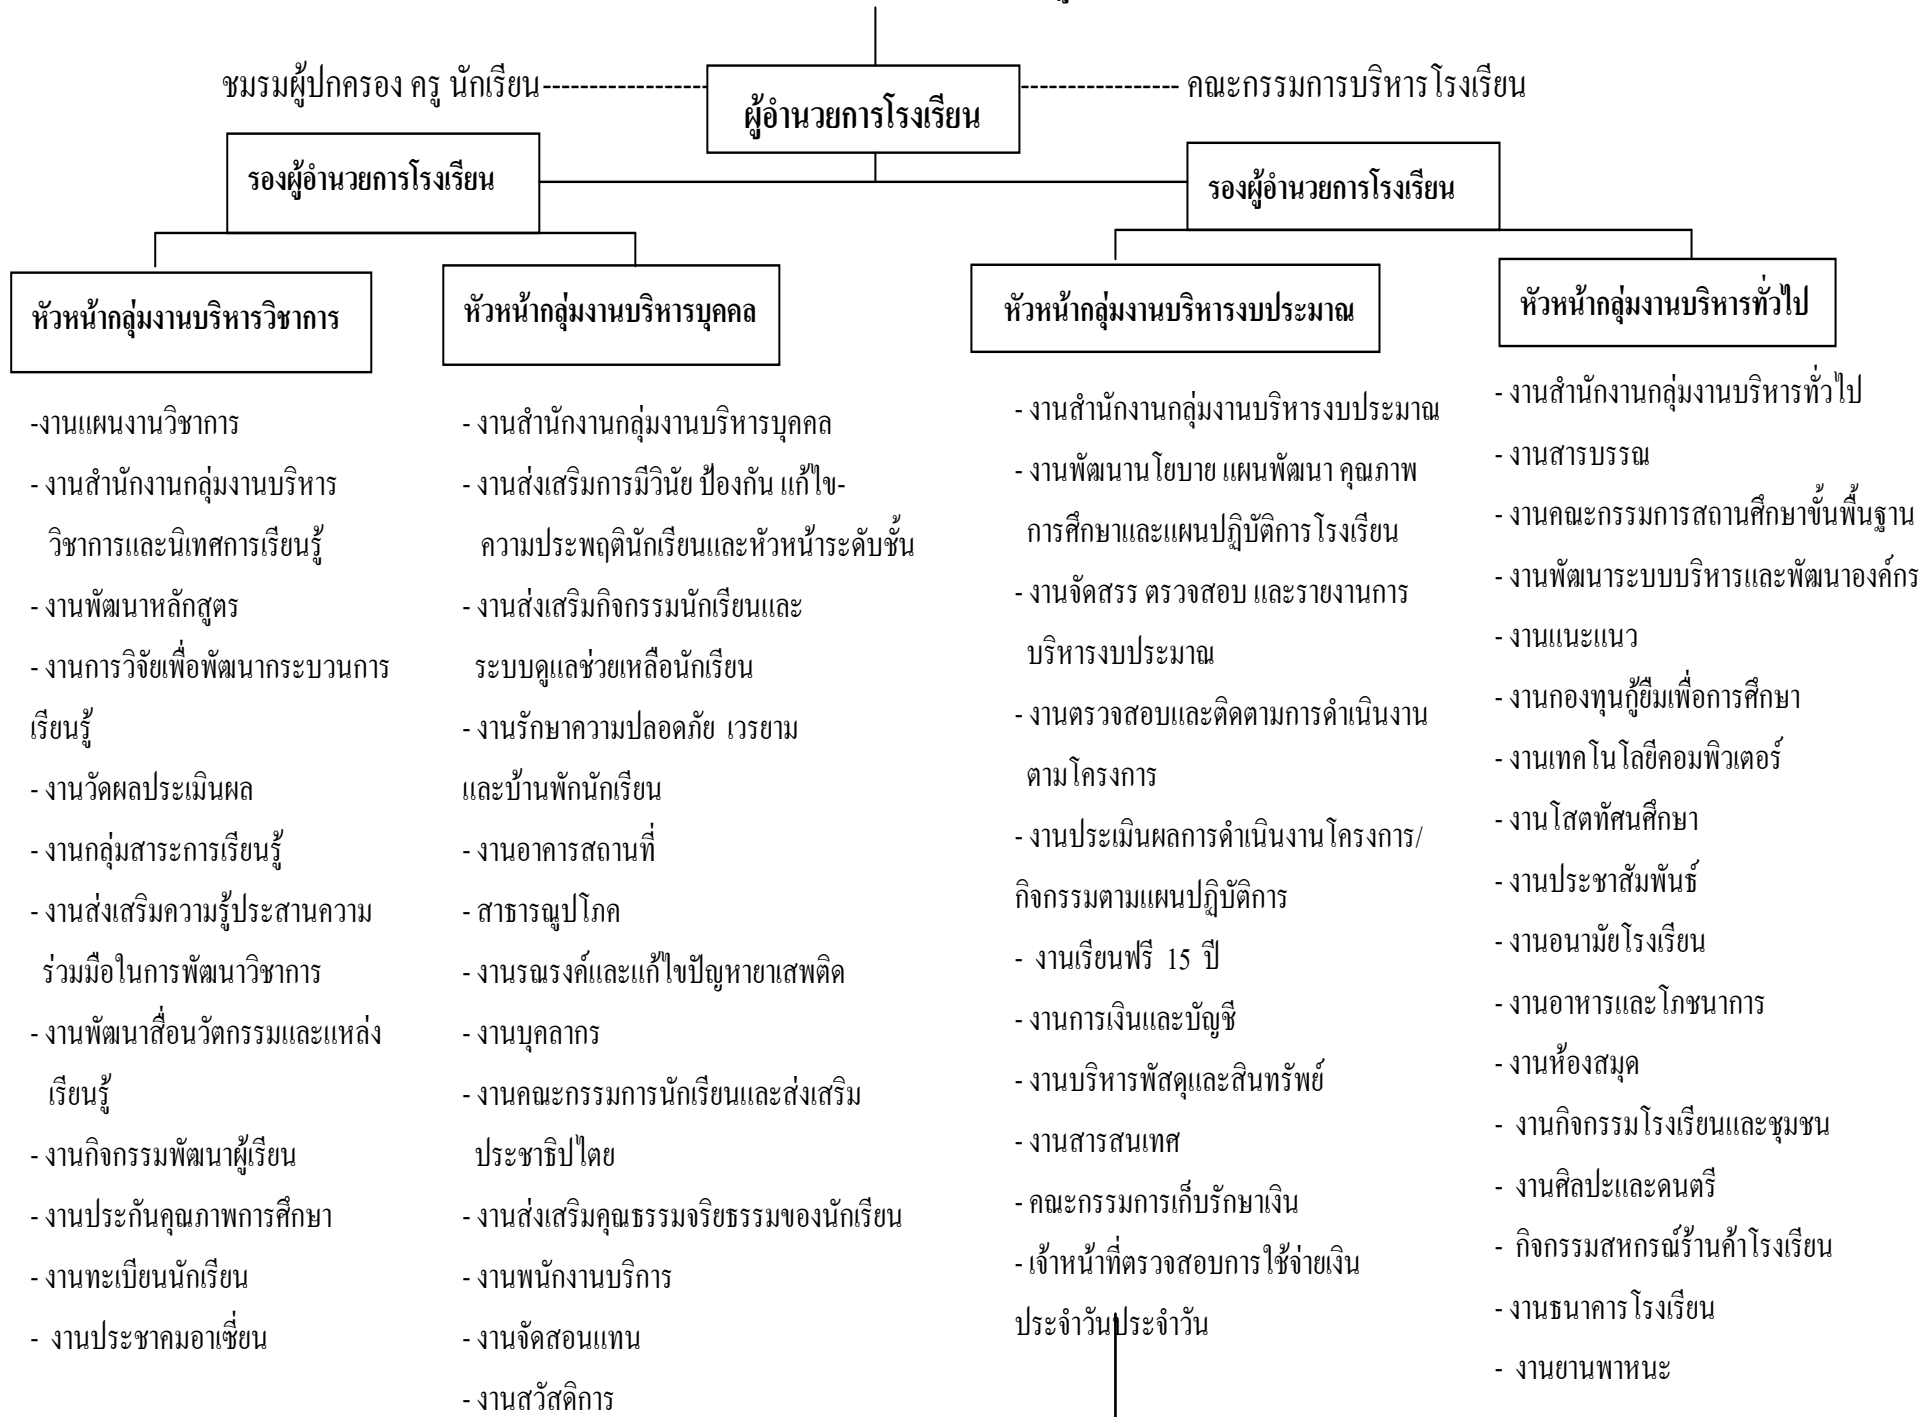 ชมรมผู้ปกครอง ครู นักเรียน
ผู้อำนวยการโรงเรียน
คณะกรรมการบริหารโรงเรียน
รองผู้อำนวยการโรงเรียน
รองผู้อำนวยการโรงเรียน
หัวหน้ากลุ่มงานบริหารวิชาการ
-งานแผนงานวิชาการ
- งานสำนักงานกลุ่มงานบริหาร
วิชาการและนิเทศการเรียนรู้
- งานพัฒนาหลักสูตร
- งานการวิจัยเพื่อพัฒนากระบวนการ
เรียนรู้
- งานวัดผลประเมินผล
- งานกลุ่มสาระการเรียนรู้
- งานส่งเสริมความรู้ประสานความ
ร่วมมือในการพัฒนาวิชาการ
- งานพัฒนาสื่อนวัตกรรมและแหล่ง
เรียนรู้
- งานกิจกรรมพัฒนาผู้เรียน
- งานประกันคุณภาพการศึกษา
- งานทะเบียนนักเรียน
- งานประชาคมอาเซี่ยน
หัวหน้ากลุ่มงานบริหารบุคคล
- งานสำนักงานกลุ่มงานบริหารบุคคล
- งานส่งเสริมการมีวินัย ป้องกัน แก้ไข-
ความประพฤตินักเรียนและหัวหน้าระดับชั้น
- งานส่งเสริมกิจกรรมนักเรียนและ
ระบบดูแลช่วยเหลือนักเรียน
- งานรักษาความปลอดภัย เวรยาม
และบ้านพักนักเรียน
- งานอาคารสถานที่
- สาธารณูปโภค
- งานรณรงค์และแก้ไขปัญหายาเสพติด
- งานบุคลากร
- งานคณะกรรมการนักเรียนและส่งเสริม
ประชาธิปไตย
- งานส่งเสริมคุณธรรมจริยธรรมของนักเรียน
- งานพนักงานบริการ
- งานจัดสอนแทน
- งานสวัสดิการ
หัวหน้ากลุ่มงานบริหารงบประมาณ
- งานสำนักงานกลุ่มงานบริหารงบประมาณ
- งานพัฒนานโยบาย แผนพัฒนา คุณภาพ
การศึกษาและแผนปฏิบัติการโรงเรียน
- งานจัดสรร ตรวจสอบ และรายงานการ
บริหารงบประมาณ
- งานตรวจสอบและติดตามการดำเนินงาน
ตามโครงการ
- งานประเมินผลการดำเนินงานโครงการ/
กิจกรรมตามแผนปฏิบัติการ
- งานเรียนฟรี 15 ปี
- งานการเงินและบัญชี
- งานบริหารพัสดุและสินทรัพย์
- งานสารสนเทศ
- คณะกรรมการเก็บรักษาเงิน
- เจ้าหน้าที่ตรวจสอบการใช้จ่ายเงิน
ประจำวันประจำวัน
หัวหน้ากลุ่มงานบริหารทั่วไป
- งานสำนักงานกลุ่มงานบริหารทั่วไป
- งานสารบรรณ
- งานคณะกรรมการสถานศึกษาขั้นพื้นฐาน
- งานพัฒนาระบบบริหารและพัฒนาองค์กร
- งานแนะแนว
- งานกองทุนกู้ยืมเพื่อการศึกษา
- งานเทคโนโลยีคอมพิวเตอร์
- งานโสตทัศนศึกษา
- งานประชาสัมพันธ์
- งานอนามัยโรงเรียน
- งานอาหารและโภชนาการ
- งานห้องสมุด
- งานกิจกรรมโรงเรียนและชุมชน
- งานศิลปะและดนตรี
- กิจกรรมสหกรณ์ร้านค้าโรงเรียน
- งานธนาคารโรงเรียน
- งานยานพาหนะ